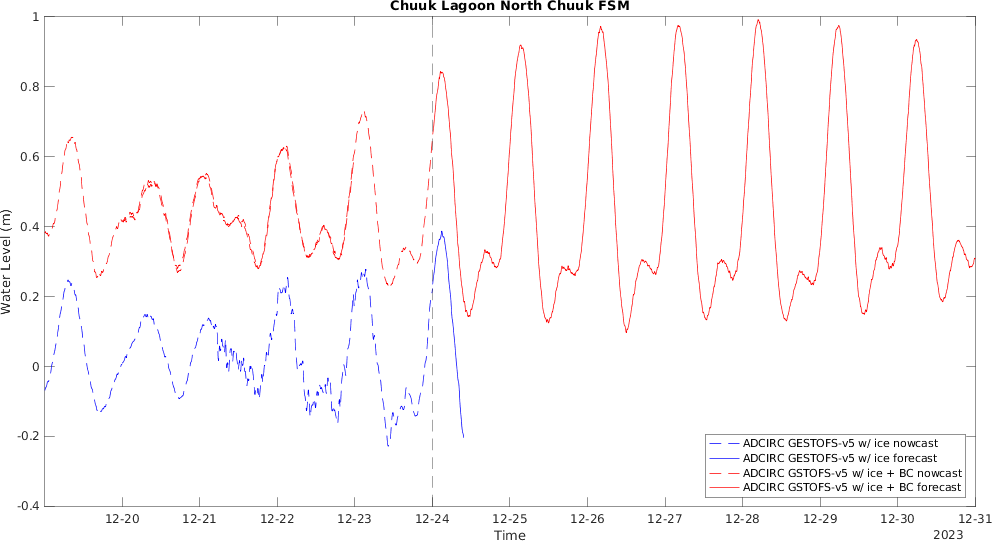 Chuuk Lagoon North Chuuk FSM
Water Level (m)
1
0.8
0.6
0.4
0.2
0
-0.2
-0.4
12-20 12-21 12-22 12-23 12-24 12-25 12-26 12-27 12-28 12-29 12-30 12-31
Time
2023
ADCIRC GESTOFS-v5 w/ ice nowcast
ADCIRC GESTOFS-v5 w/ ice forecast
ADCIRC GSTOFS-v5 w/ ice + BC nowcast
ADCIRC GSTOFS-v5 w/ ice + BC forecast